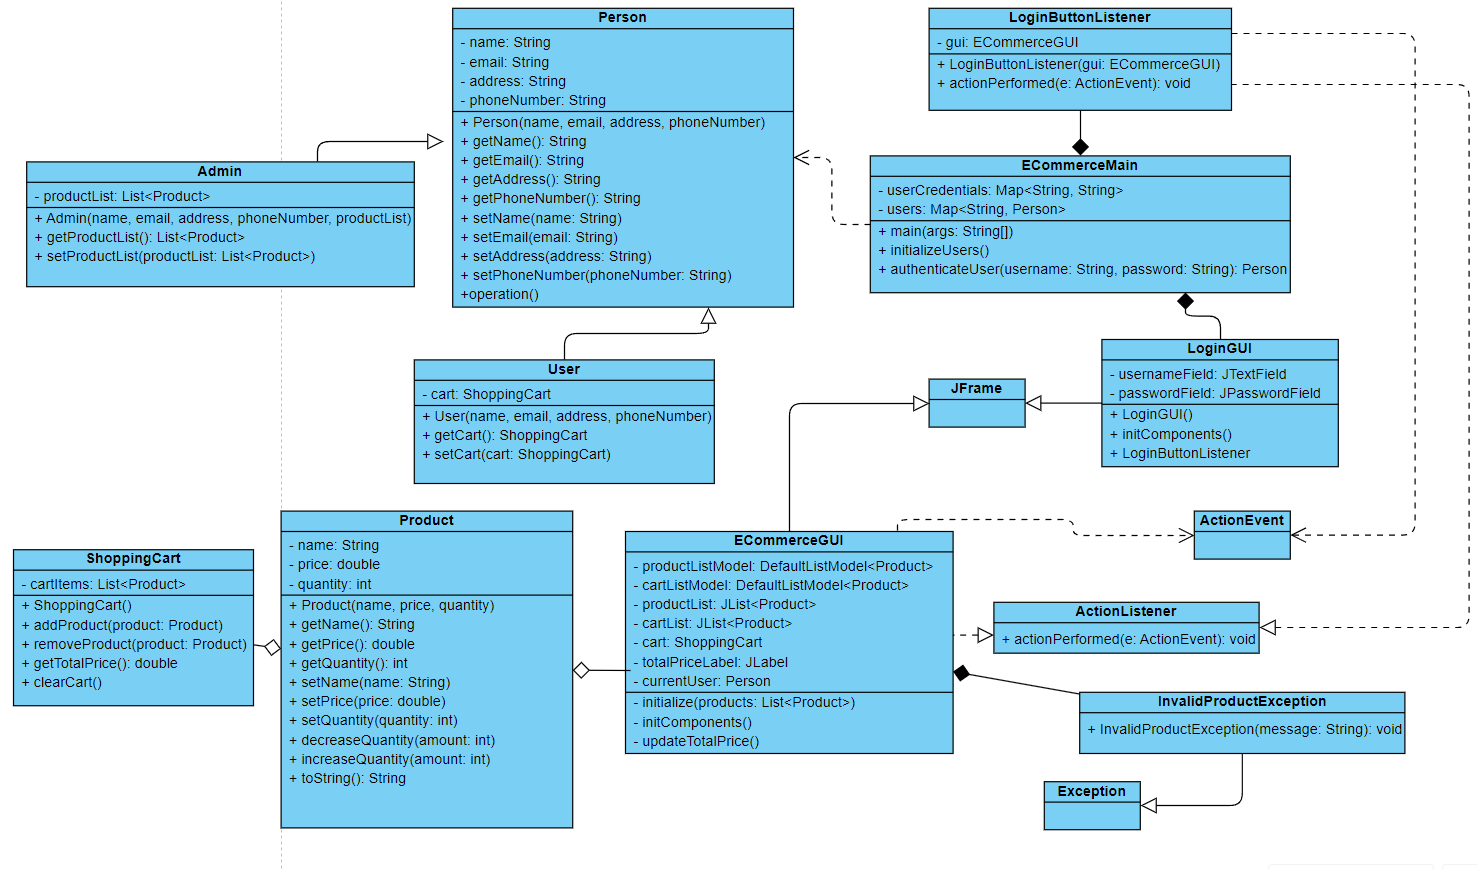 Person
- name: String
- email: String
- address: String
- phoneNumber: String
+ Person(name, email, address, phoneNumber)
+ getName(): String
+ getEmail(): String
+ getAddress(): String
+ getPhoneNumber(): String
+ setName(name: String)
+ setEmail(email: String)
+ setAddress(address: String)
+ setPhoneNumber(phoneNumber: String)
+operation()
LoginButtonListener
- gui: ECommerceGUI
+ LoginButtonListener(gui: ECommerceGUI)
+ actionPerformed(e: ActionEvent): void
Admin
- productList: List<Product>
+ Admin(name, email, address, phoneNumber, productList)
+ getProductList(): List<Product>
+ setProductList(productList: List<Product>)
ECommerceMain
- userCredentials: Map<String, String>
- users: Map<String, Person>
+ main(args: String[])
+ initializeUsers()
+ authenticateUser(username: String, password: String): Person
User
- cart: ShoppingCart
+ User(name, email, address, phoneNumber)
+ getCart(): ShoppingCart
+ setCart(cart: ShoppingCart)
JFrame
LoginGUI
- usernameField: JTextField
- passwordField: JPasswordField
+ LoginGUI()
+ initComponents()
+ LoginButtonListener
ShoppingCart
- cartItems: List<Product>
+ ShoppingCart()
+ addProduct(product: Product)
+ removeProduct(product: Product)
+ getTotalPrice(): double
+ clearCart()
Product
- name: String
- price: double
- quantity: int
+ Product(name, price, quantity)
+ getName(): String
+ getPrice(): double
+ getQuantity(): int
+ setName(name: String)
+ setPrice(price: double)
+ setQuantity(quantity: int)
+ decreaseQuantity(amount: int)
+ increaseQuantity(amount: int)
+ toString(): String
ECommerceGUI
- productListModel: DefaultListModel<Product>
- cartListModel: DefaultListModel<Product>
- productList: JList<Product>
- cartList: JList<Product>
- cart: ShoppingCart
- totalPriceLabel: JLabel
- currentUser: Person
- initialize(products: List<Product>)
- initComponents()
- updateTotalPrice()
ActionEvent
ActionListener
+ actionPerformed(e: ActionEvent): void
InvalidProductException
+ InvalidProductException(message: String): void
Exception